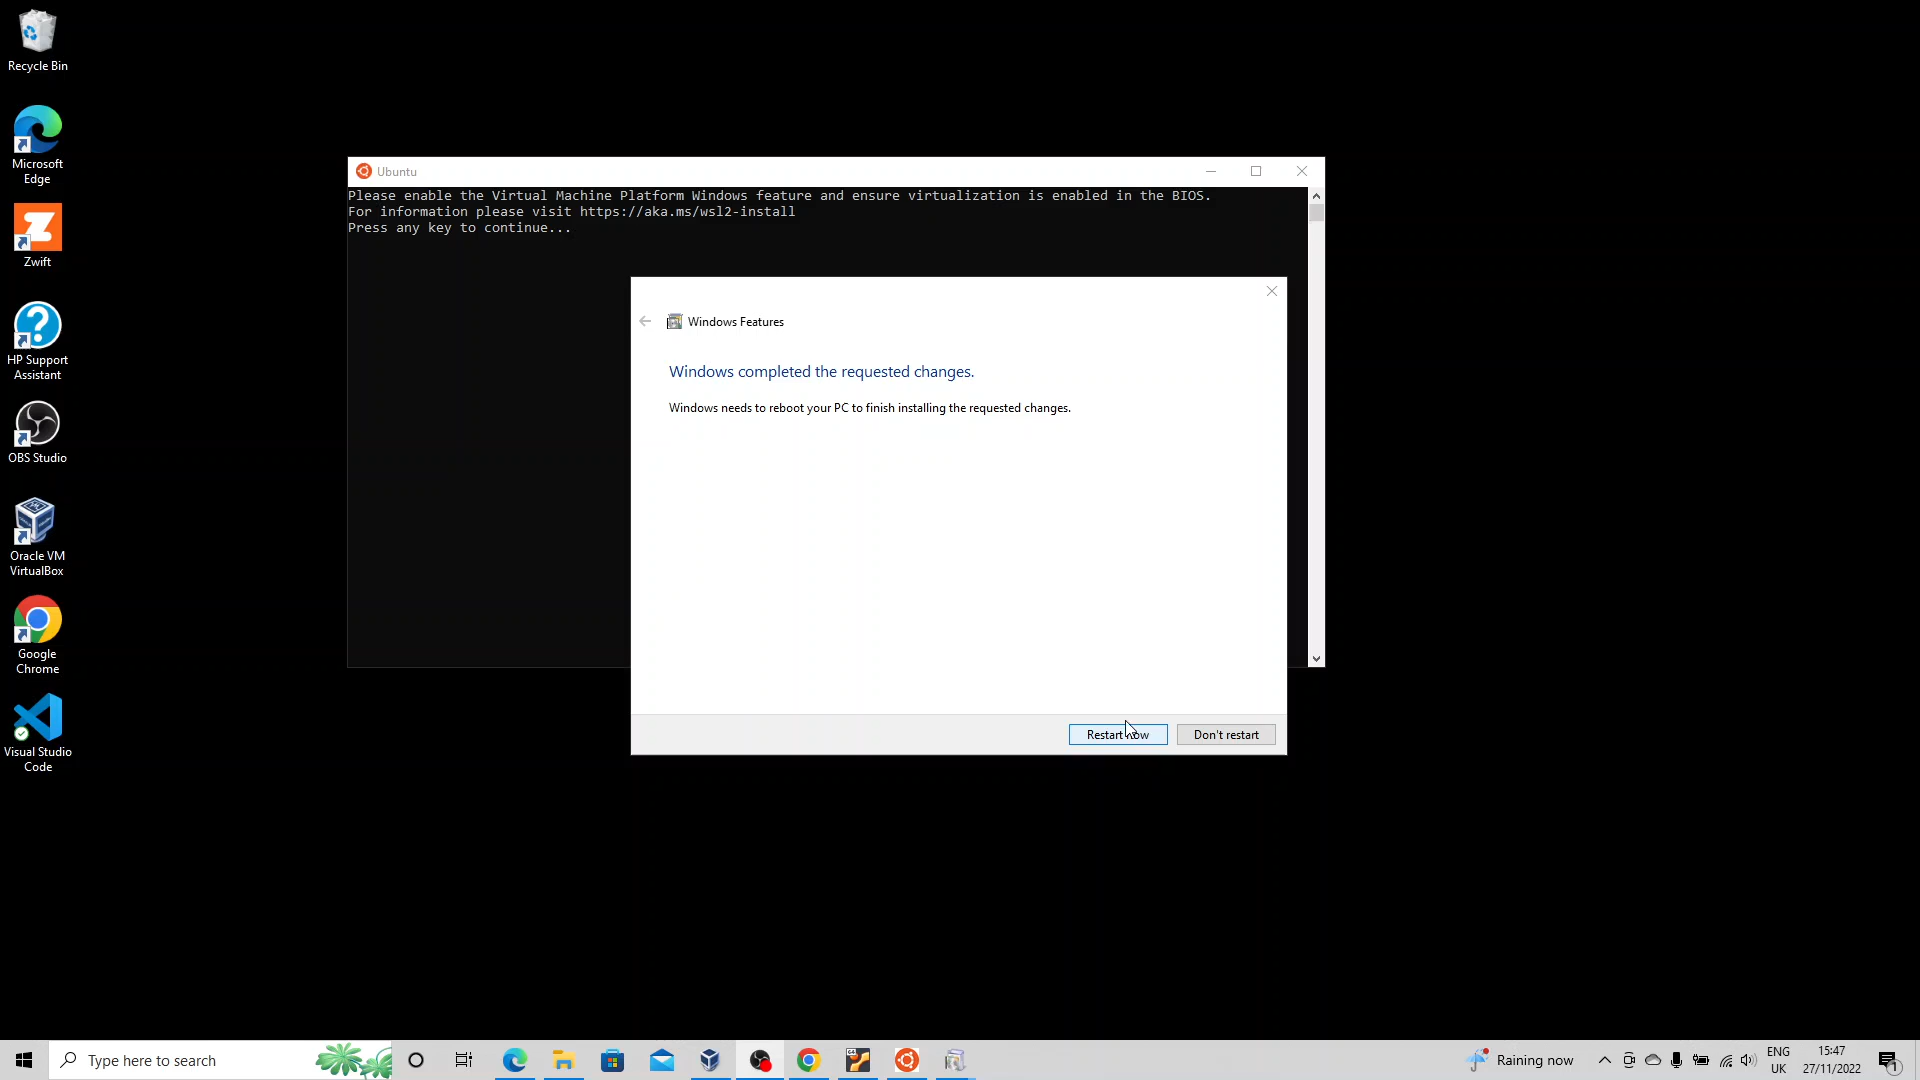 Recycle Bin
Microsoft
Edge
Zwift
HP Support
Assistant
OBS Studio
Oracle VM
VirtualBox
Google
Chrome
Visual Studio
Code
Ubuntu
Please enable the Virtual Machine Platform Windows feature and ensure virtualization is enabled in the BIOS.
For information please visit https://aka.ms/wsl2-install
Press any key to continue...
Windows Features
Windows completed the requested changes.
Windows needs to reboot your PC to finish installing the requested changes.
Restart now
Don't restart
Type here to search
Raining now
ENG
UK
15:47
27/11/2022
1